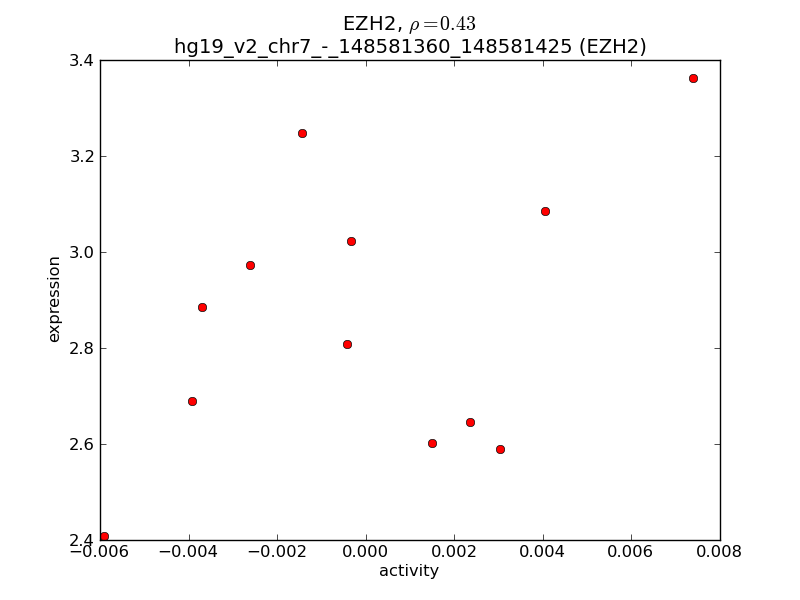 EZH2, ρ=0.43
hg19_v2_chr7_-_148581360_148581425 (EZH2)
3.4
3.2
3.0
2.8
2.6
2.4
expression
−0.006 −0.004 −0.002 0.000 0.002 0.004 0.006 0.008
activity